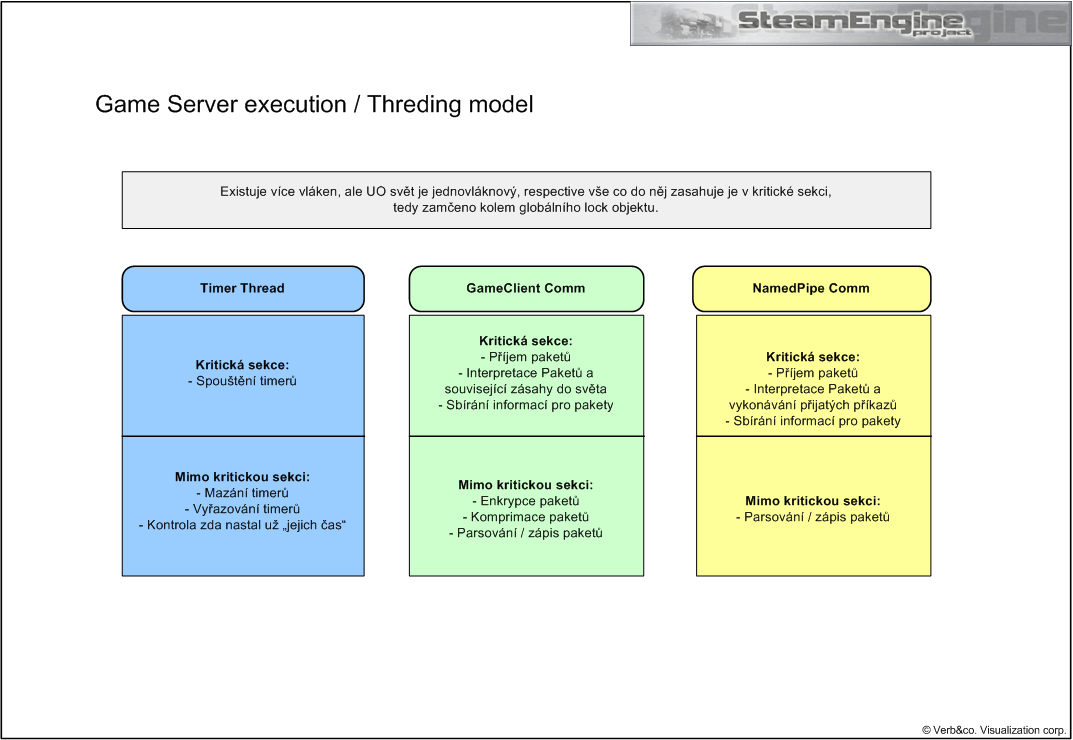 SteamEngine
project
Game Server execution / Threding model
Existuje více vláken, ale UO svět je jednovláknový, respective vše co do něj zasahuje je v kritické sekci,
tedy zamčeno kolem globálního lock objektu.
Timer Thread
Kritická sekce:
- Spouštění timerů
Mimo kritickou sekci:
- Mazání timerů
- Vyřazování timerů
- Kontrola zda nastal už „jejich čas“
GameClient Comm
Kritická sekce:
- Příjem paketů
- Interpretace Paketů a
související zásahy do světa
- Sbírání informací pro pakety
Mimo kritickou sekci:
- Enkrypce paketů
- Komprimace paketů
- Parsování / zápis paketů
NamedPipe Comm
Kritická sekce:
- Příjem paketů
- Interpretace Paketů a
vykonávání přijatých příkazů
- Sbírání informací pro pakety
Mimo kritickou sekci:
- Parsování / zápis paketů
© Verb&co. Visualization corp.